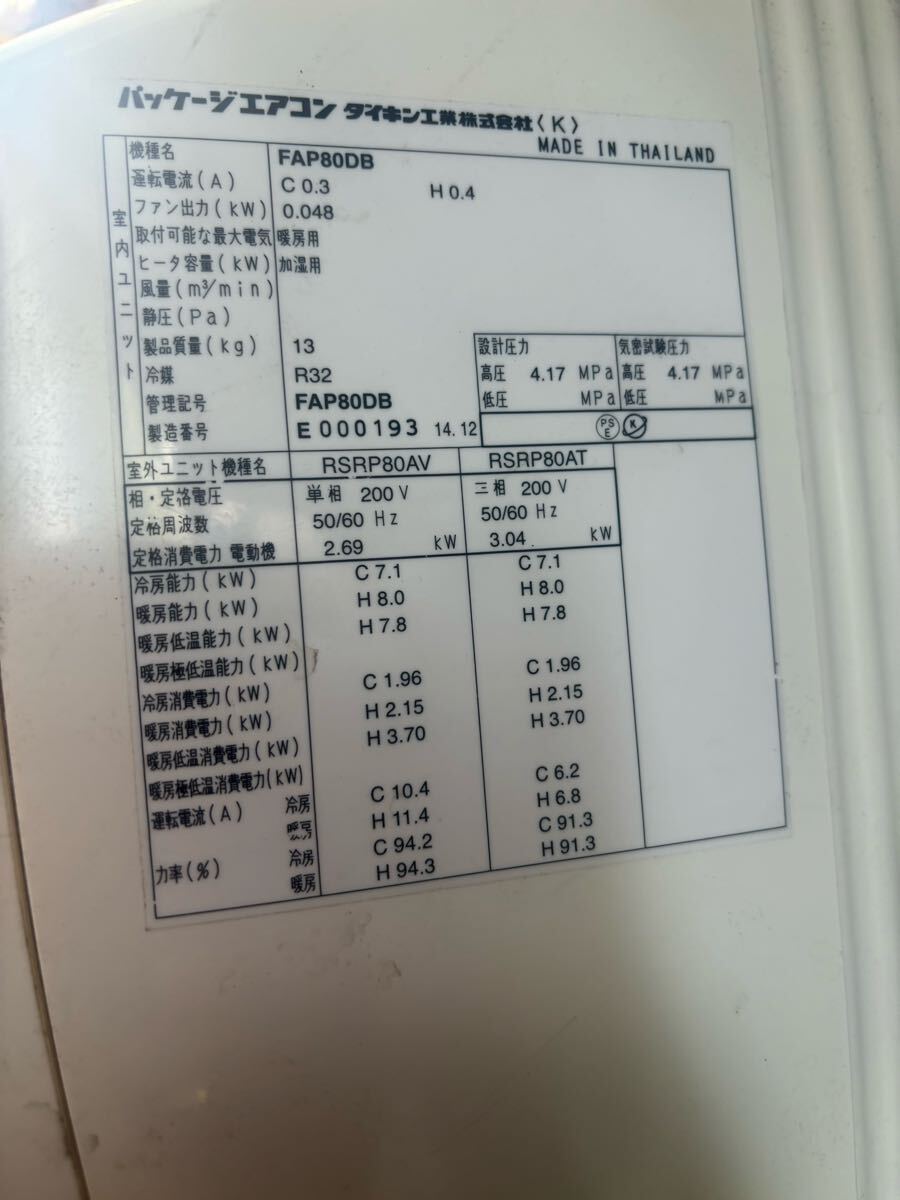 パッケージエアコン ダイキン工業株式会社〈K〉
MADE IN THAILAND
室内ユニット
機種名 FAP80DB
運転電流(A) C 0.3 H 0.4
ファン出力(kW) 0.048
取付可能な最大電気 暖房用
ヒータ容量(kW) 加湿用
風量(m³/min)
静圧(Pa)
製品質量(kg) 13
冷媒 R32
管理記号 FAP80DB
製造番号 E 000193 14.12
設計圧力 気密試験圧力
高圧 4.17 MPa 高圧 4.17 MPa
低圧 MPa 低圧 MPa
PS E K
室外ユニット機種名 RSRP80AV RSRP80AT
相・定格電圧 単相 200 V 三相 200 V
定格周波数 50/60 Hz 50/60 Hz
定格消費電力 電動機 2.69 kW 3.04 kW
冷房能力(kW) C 7.1 C 7.1
暖房能力(kW) H 8.0 H 8.0
暖房低温能力(kW) H 7.8 H 7.8
暖房極低温能力(kW)
冷房消費電力(kW) C 1.96 C 1.96
暖房消費電力(kW) H 2.15 H 2.15
暖房低温消費電力(kW) H 3.70 H 3.70
暖房極低温消費電力(kW)
運転電流(A) 冷房 C 10.4 C 6.2
暖房 H 11.4 H 6.8
力率(%) 冷房 C 94.2 C 91.3
暖房 H 94.3 H 91.3